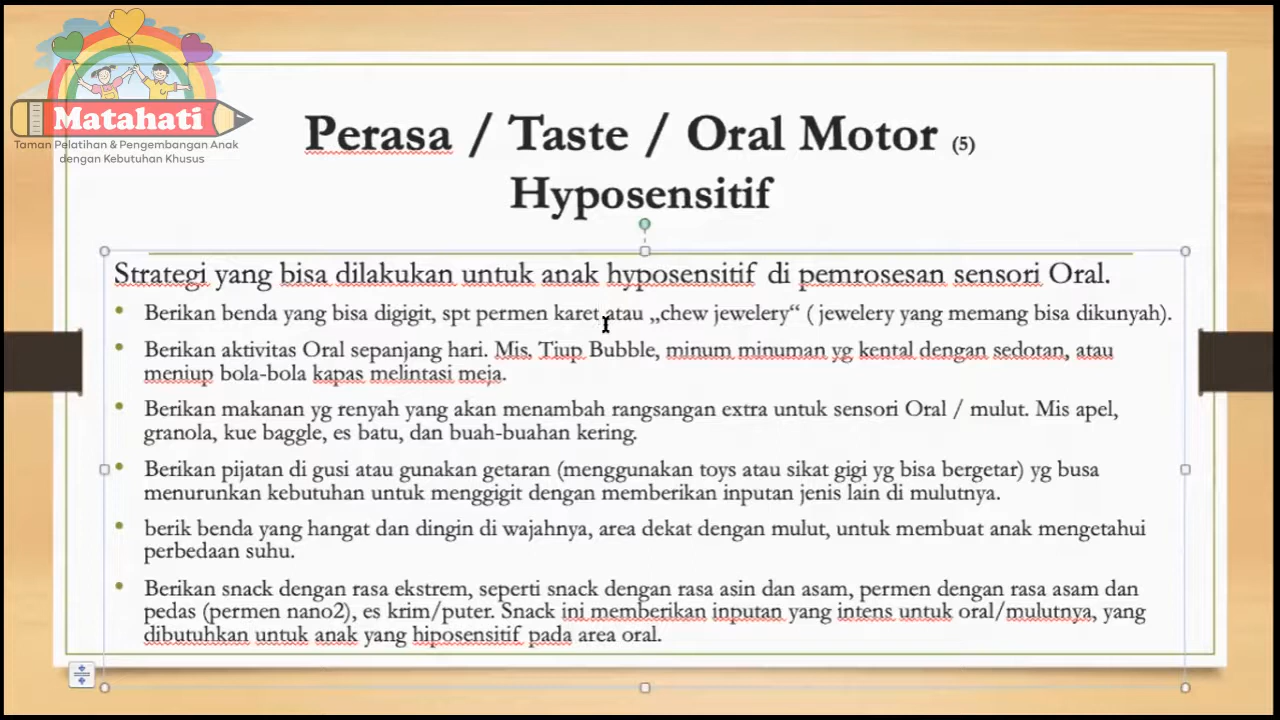 Matahati
Taman Pelatihan & Pengembangan Anak
dengan Kebutuhan Khusus
Perasa / Taste / Oral Motor (5)
Hyposensitif
Strategi yang bisa dilakukan untuk anak hyposensitif di pemrosesan sensori Oral.
• Berikan benda yang bisa digigit, spt permen karet atau „chew jewelery“ ( jewelery yang memang bisa dikunyah).
• Berikan aktivitas Oral sepanjang hari. Mis. Tiup Bubble, minum minuman yg kental dengan sedotan, atau
meniup bola-bola kapas melintasi meja.
• Berikan makanan yg renyah yang akan menambah rangsangan extra untuk sensori Oral / mulut. Mis apel,
granola, kue baggle, es batu, dan buah-buahan kering.
• Berikan pijatan di gusi atau gunakan getaran (menggunakan toys atau sikat gigi yg bisa bergetar) yg busa
menurunkan kebutuhan untuk menggigit dengan memberikan inputan jenis lain di mulutnya.
• berik benda yang hangat dan dingin di wajahnya, area dekat dengan mulut, untuk membuat anak mengetahui
perbedaan suhu.
• Berikan snack dengan rasa ekstrem, seperti snack dengan rasa asin dan asam, permen dengan rasa asam dan
pedas (permen nano2), es krim/puter. Snack ini memberikan inputan yang intens untuk oral/mulutnya, yang
dibutuhkan untuk anak yang hiposensitif pada area oral.